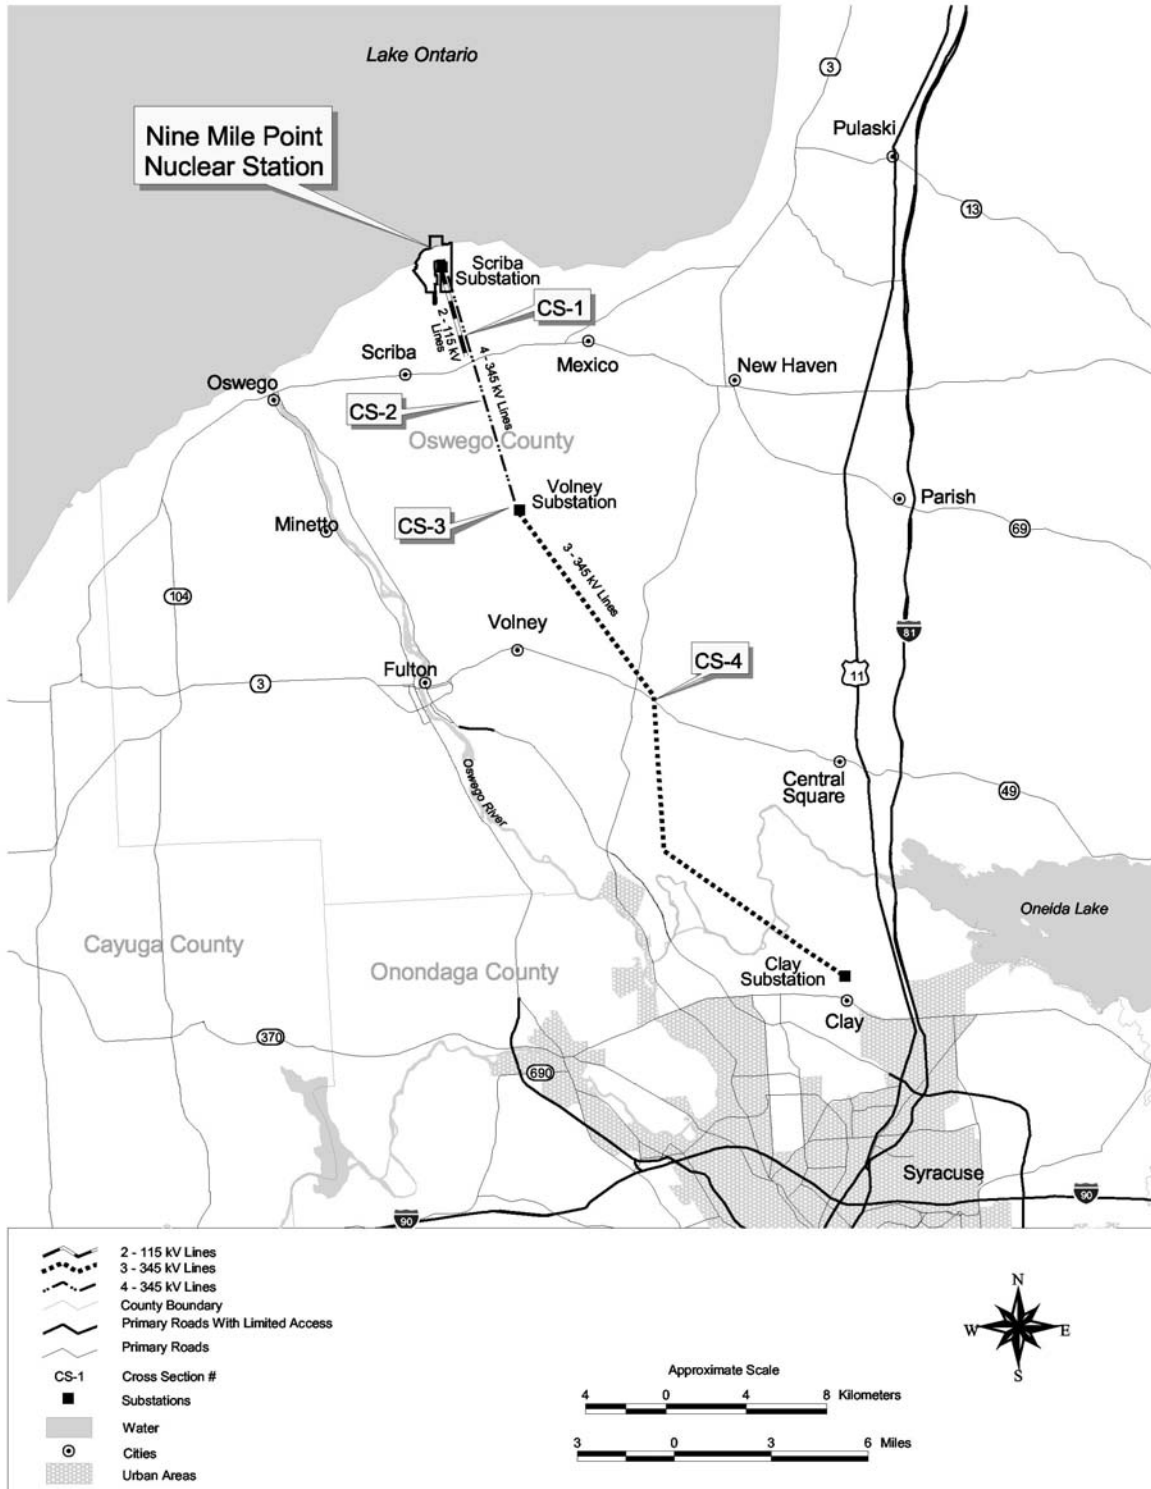 Lake Ontario
3
Nine Mile Point
Nuclear Station
Pulaski
13
Scriba
Substation
CS-1
2 - 115 kV
Lines
4 - 345 kV Lines
Scriba
Mexico
New Haven
Oswego
CS-2
Oswego County
Volney
Substation
Parish
CS-3
Minetto
69
3 - 345 kV Lines
104
Volney
81
CS-4
Fulton
11
3
Oswego River
Central
Square
49
Oneida Lake
Cayuga County
Onondaga County
Clay
Substation
Clay
370
690
Syracuse
90
90
2 - 115 kV Lines
3 - 345 kV Lines
4 - 345 kV Lines
County Boundary
Primary Roads With Limited Access
Primary Roads
CS-1 Cross Section #
Substations
Water
Cities
Urban Areas
N
W E
S
Approximate Scale
4 0 4 8 Kilometers
3 0 3 6 Miles